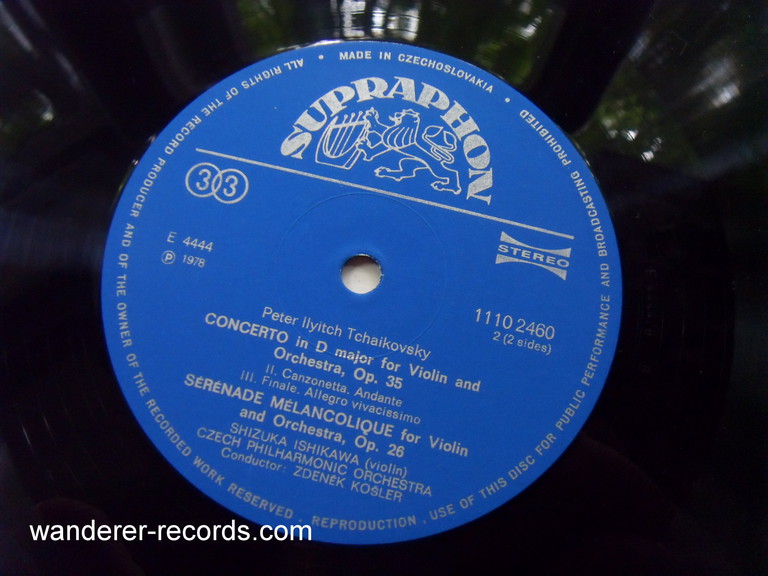 ALL RIGHTS OF THE RECORD PRODUCER AND OF THE OWNER OF THE RECORDED WORK RESERVED . REPRODUCTION , USE OF THIS DISC FOR PUBLIC PERFORMANCE AND BROADCASTING PROHIBITED • MADE IN CZECHOSLOVAKIA •
SUPRAPHON
33
STEREO
E 4444
Ⓟ 1978
1110 2460
2 (2 sides)
Peter Ilyitch Tchaikovsky
CONCERTO in D major for Violin and
Orchestra, Op. 35
II. Canzonetta. Andante
III. Finale. Allegro vivacissimo
SÉRÉNADE MÉLANCOLIQUE for Violin
and Orchestra, Op. 26
SHIZUKA ISHIKAWA (violin)
CZECH PHILHARMONIC ORCHESTRA
Conductor: ZDENĚK KOŠLER
wanderer-records.com